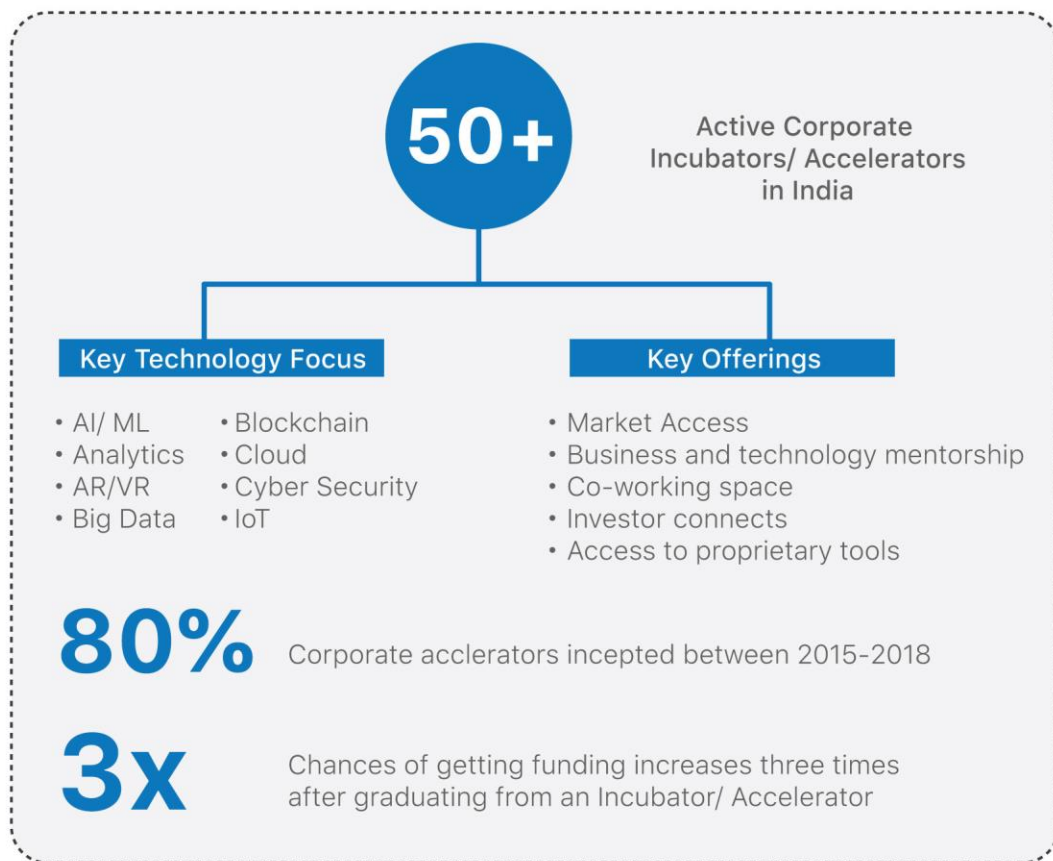 50+
Active Corporate
Incubators/ Accelerators
in India
Key Technology Focus
• AI/ ML
• Analytics
• AR/VR
• Big Data
• Blockchain
• Cloud
• Cyber Security
• IoT
Key Offerings
• Market Access
• Business and technology mentorship
• Co-working space
• Investor connects
• Access to proprietary tools
80%
Corporate acclerators incepted between 2015-2018
3x
Chances of getting funding increases three times
after graduating from an Incubator/ Accelerator